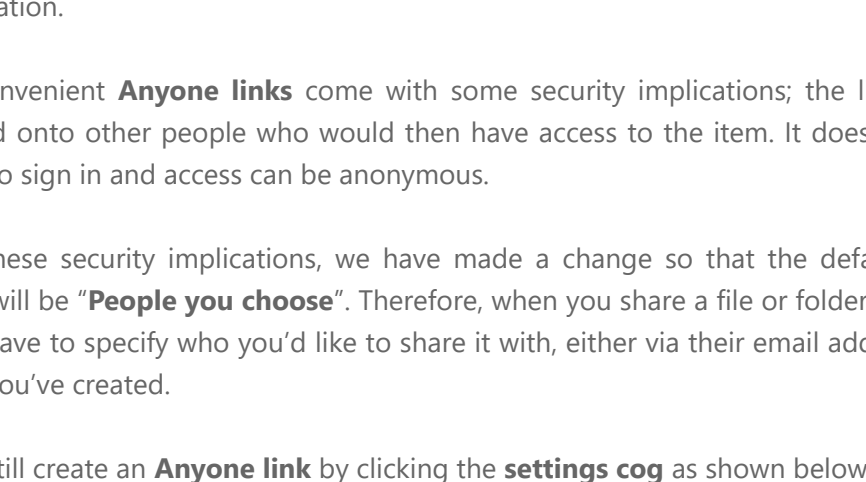 ation.
nvenient Anyone links come with some security implications; the l
d onto other people who would then have access to the item. It does
o sign in and access can be anonymous.
nese security implications, we have made a change so that the defa
will be “People you choose”. Therefore, when you share a file or folder
ave to specify who you’d like to share it with, either via their email add
ou’ve created.
till create an Anyone link by clicking the settings cog as shown below